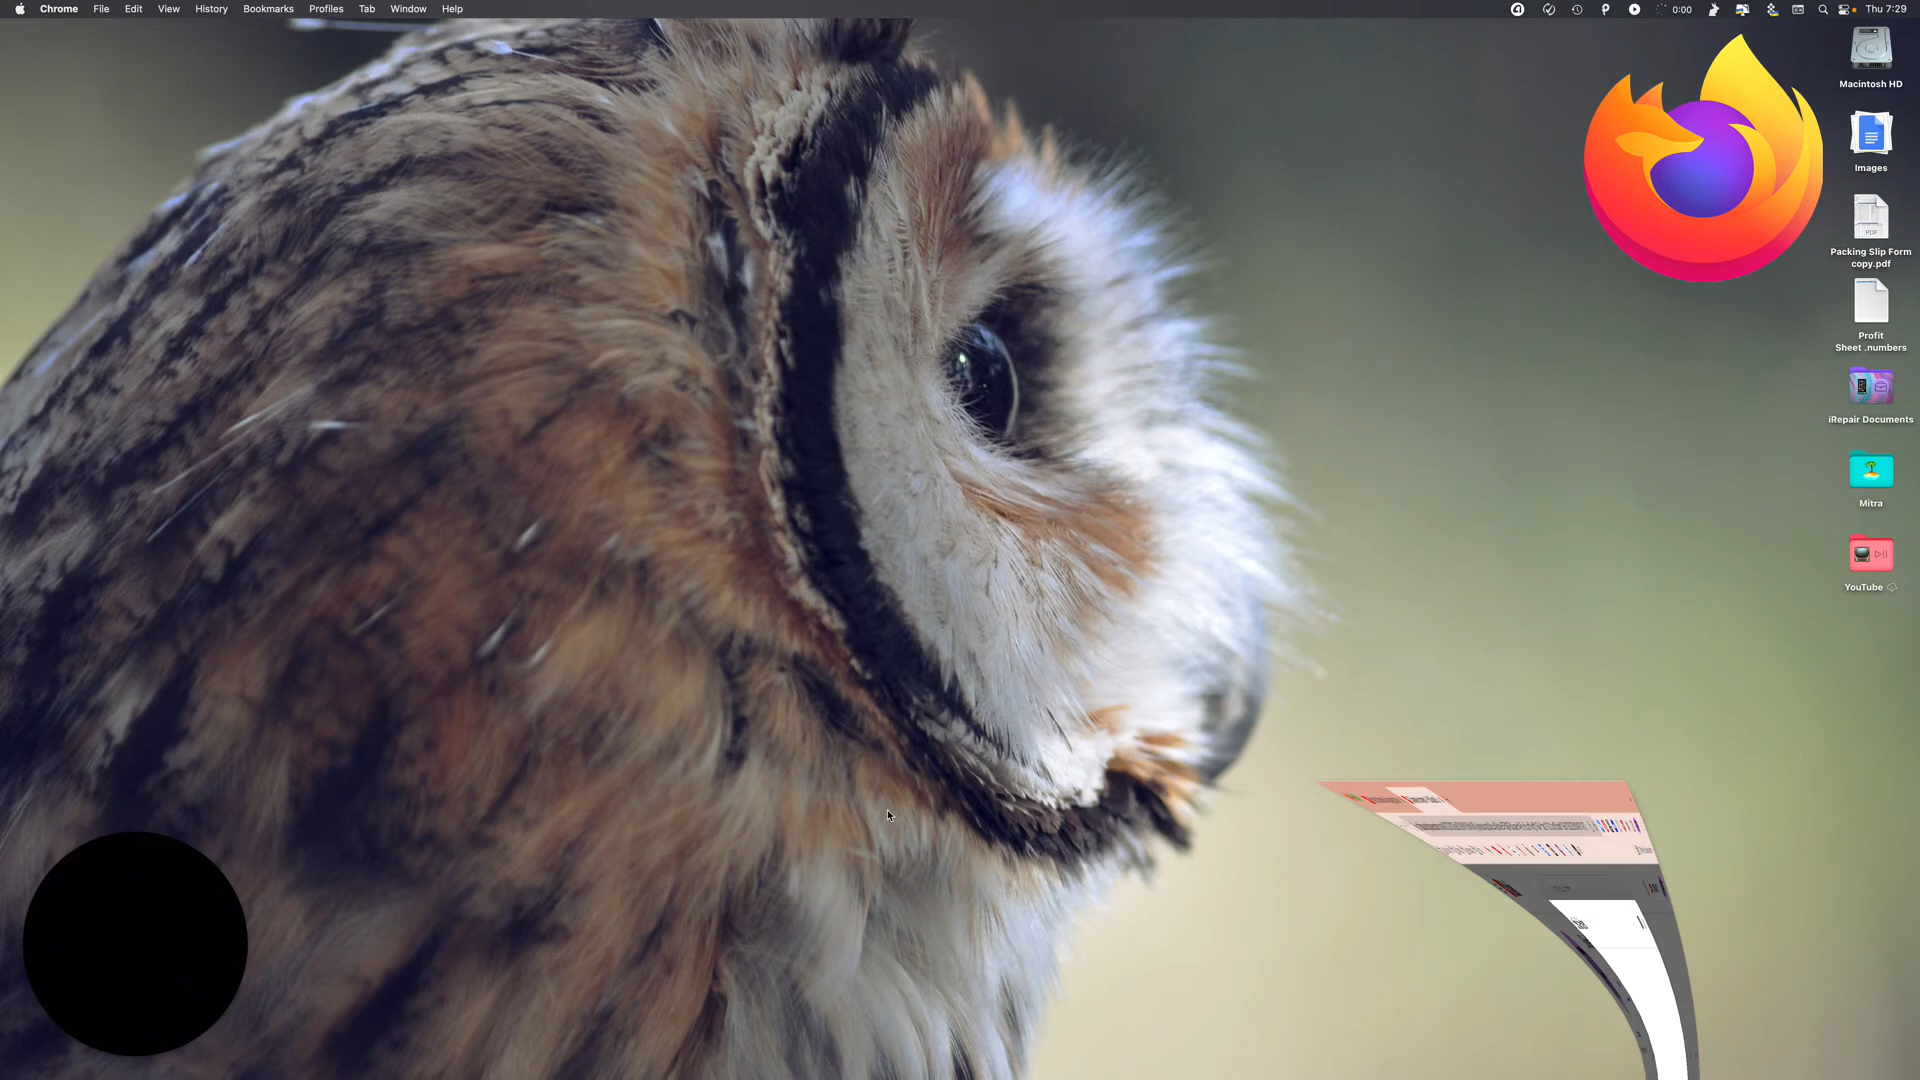 Chrome File Edit View History Bookmarks Profiles Tab Window Help 0:00 Thu 7:29
Macintosh HD
Images
PDF
Packing Slip Form
copy.pdf
Profit
Sheet .numbers
iRepair Documents
Mitra
YouTube